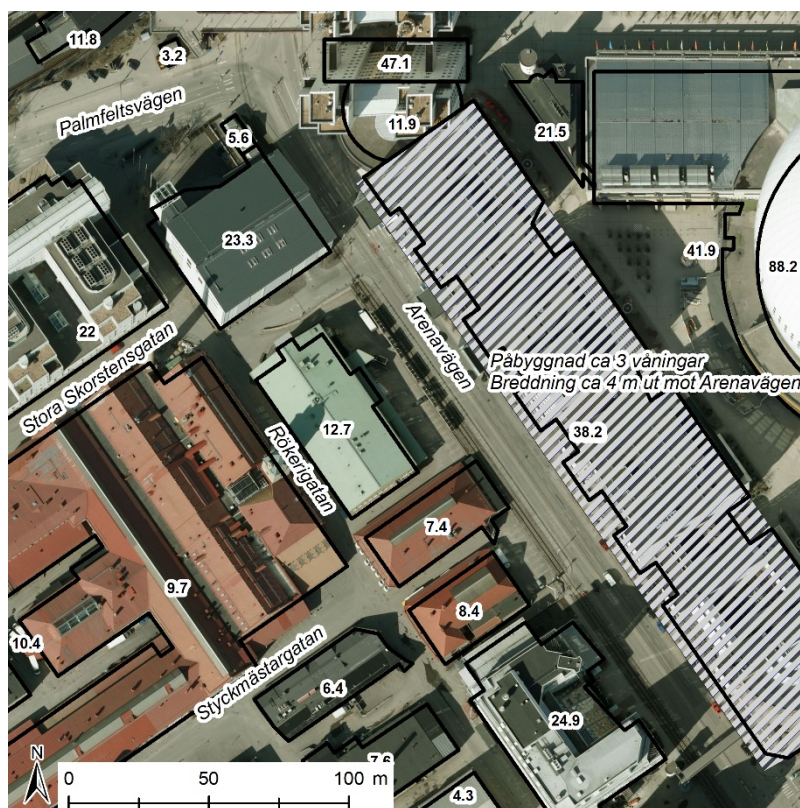 11.8
3.2
47.1
Palmfeltsvägen
11.9
21.5
5.6
23.3
41.9
88.2
22
Arenavägen
Påbyggnad ca 3 våningar
Breddning ca 4 m ut mot Arenavägen
Stora Skorstensgatan
12.7
38.2
Rökerigatan
7.4
9.7
8.4
10.4
Styckmästargatan
6.4
24.9
7.6
4.3
N
0 50 100 m